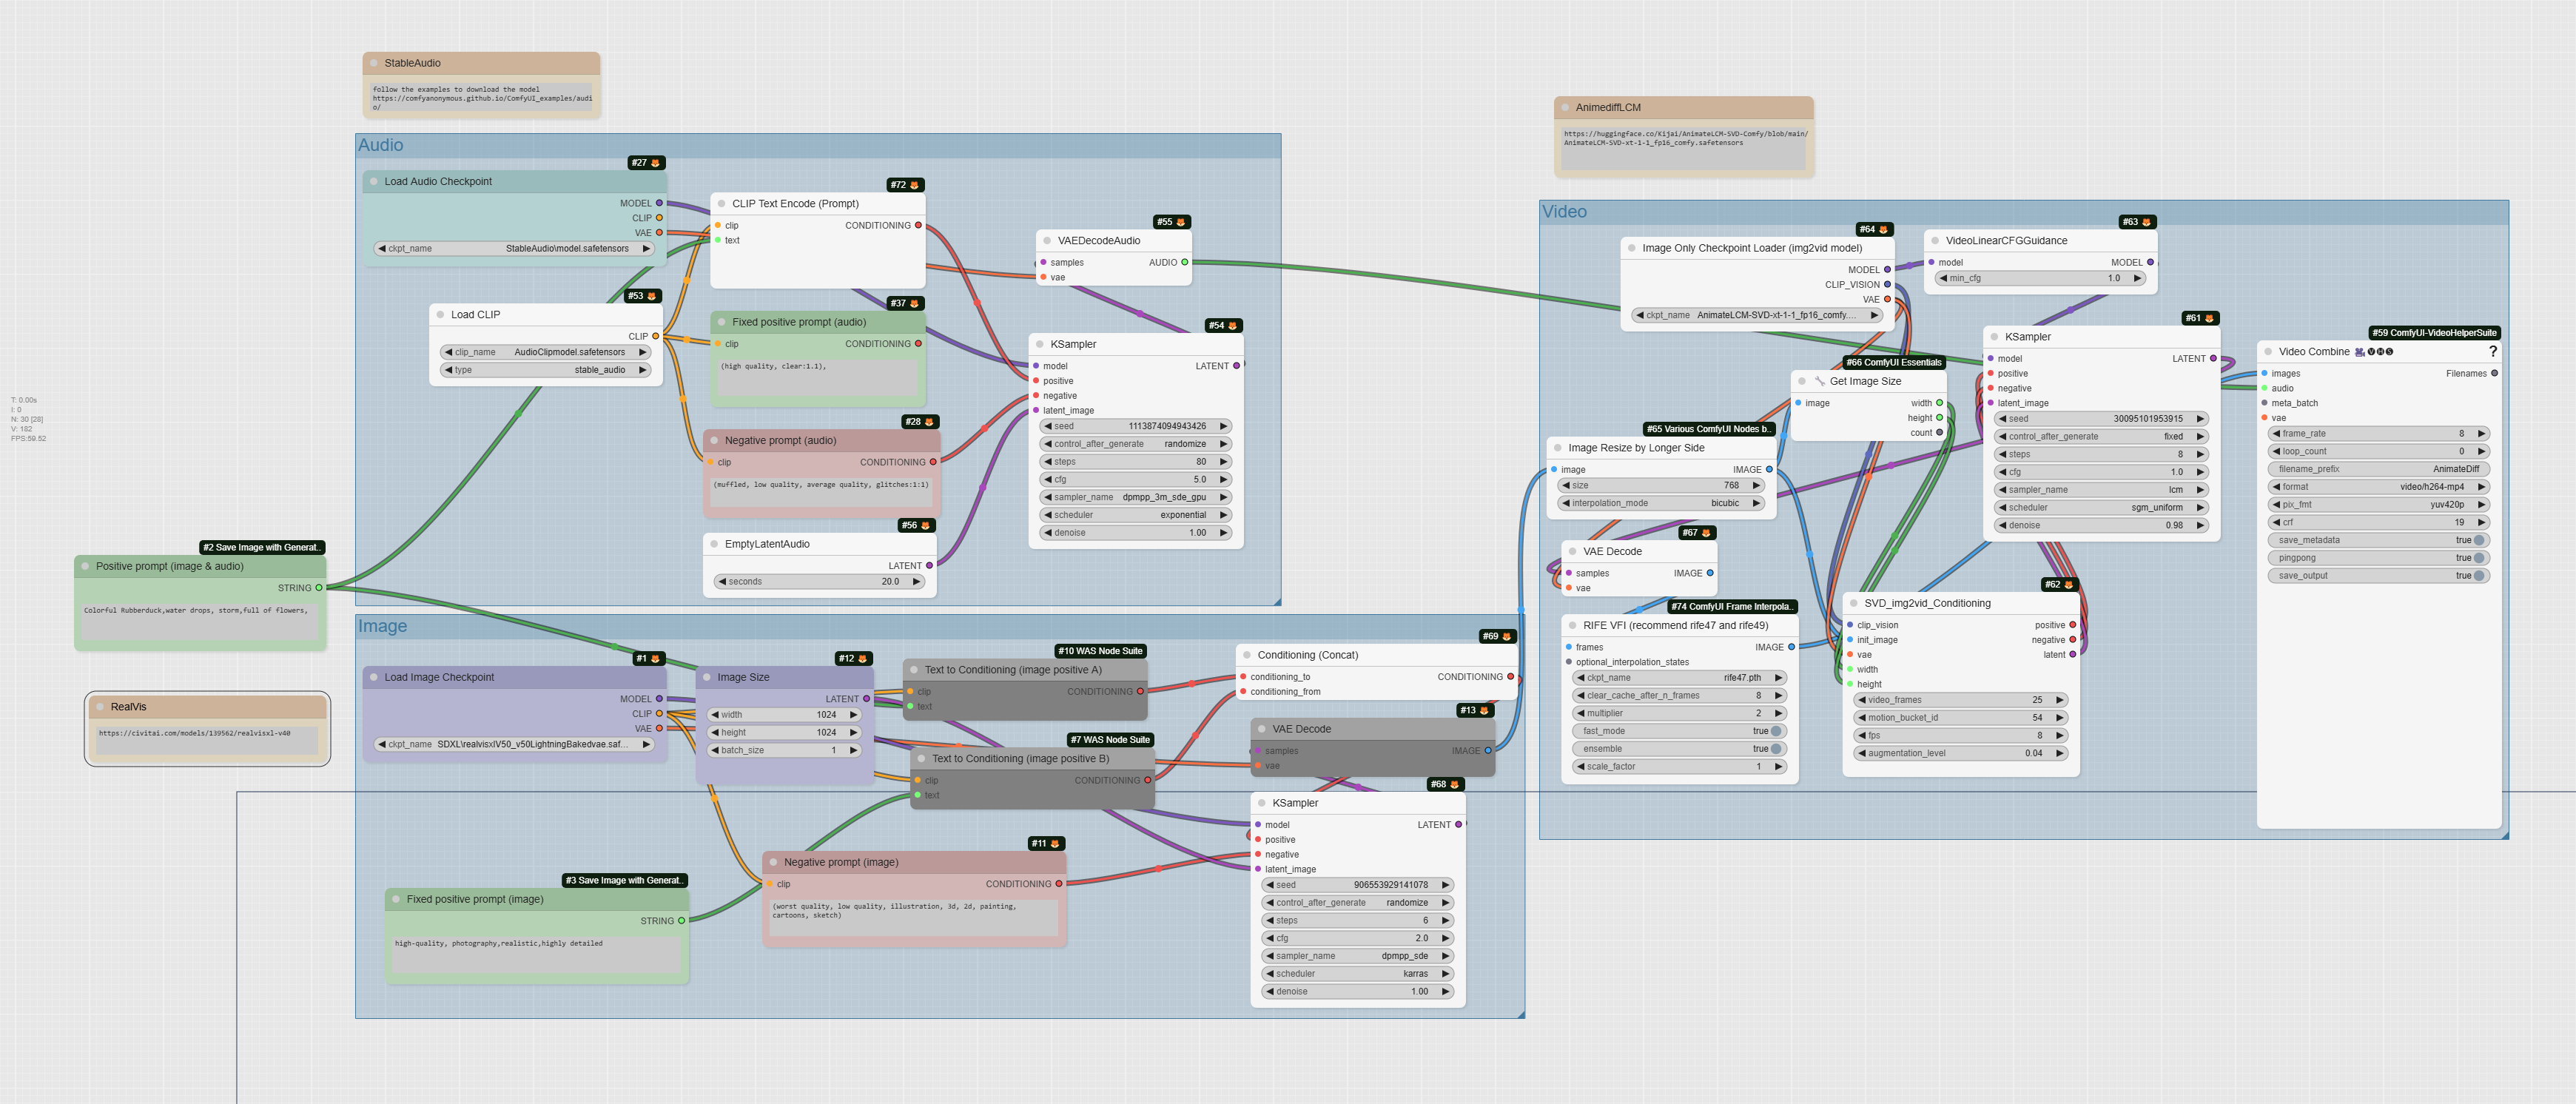 StableAudio
follow the examples to download the model
https://comfyanonymous.github.io/ComfyUI_examples/audi
o/
AnimediffLCM
https://huggingface.co/Kijai/AnimateLCM-SVD-Comfy/blob/main/
AnimateLCM-SVD-xt-1-1_fp16_comfy.safetensors
T: 0.00s
I: 0
N: 30 [28]
V: 182
FPS:59.52
#2 Save Image with Generat..
Positive prompt (image & audio)
STRING
Colorful Rubberduck,water drops, storm,full of flowers,
RealVis
https://civitai.com/models/139562/realvisxl-v40
Audio
#27
Load Audio Checkpoint
MODEL
CLIP
VAE
ckpt_name StableAudio\model.safetensors
#53
Load CLIP
CLIP
clip_name AudioClipmodel.safetensors
type stable_audio
#72
CLIP Text Encode (Prompt)
clip CONDITIONING
text
#37
Fixed positive prompt (audio)
clip CONDITIONING
(high quality, clear:1.1),
#28
Negative prompt (audio)
clip CONDITIONING
(muffled, low quality, average quality, glitches:1:1)
#56
EmptyLatentAudio
LATENT
seconds 20.0
#55
VAEDecodeAudio
samples AUDIO
vae
#54
KSampler
model LATENT
positive
negative
latent_image
seed 1113874094943426
control_after_generate randomize
steps 80
cfg 5.0
sampler_name dpmpp_3m_sde_gpu
scheduler exponential
denoise 1.00
Image
#1
Load Image Checkpoint
MODEL
CLIP
VAE
ckpt_name SDXL\realvisxlV50_v50LightningBakedvae.saf...
#12
Image Size
LATENT
width 1024
height 1024
batch_size 1
#10 WAS Node Suite
Text to Conditioning (image positive A)
clip CONDITIONING
text
#7 WAS Node Suite
Text to Conditioning (image positive B)
clip CONDITIONING
text
#69
Conditioning (Concat)
conditioning_to CONDITIONING
conditioning_from
#13
VAE Decode
samples IMAGE
vae
#68
KSampler
model LATENT
positive
negative
latent_image
seed 906553929141078
control_after_generate randomize
steps 6
cfg 2.0
sampler_name dpmpp_sde
scheduler karras
denoise 1.00
#11
Negative prompt (image)
clip CONDITIONING
(worst quality, low quality, illustration, 3d, 2d, painting,
cartoons, sketch)
#3 Save Image with Generat..
Fixed positive prompt (image)
STRING
high-quality, photography,realistic,highly detailed
Video
#64
Image Only Checkpoint Loader (img2vid model)
MODEL
CLIP_VISION
VAE
ckpt_name AnimateLCM-SVD-xt-1-1_fp16_comfy....
#63
VideoLinearCFGGuidance
model MODEL
min_cfg 1.0
#66 ComfyUI Essentials
Get Image Size
image width
height
count
#65 Various ComfyUI Nodes b..
Image Resize by Longer Side
image IMAGE
size 768
interpolation_mode bicubic
#67
VAE Decode
samples IMAGE
vae
#74 ComfyUI Frame Interpola..
RIFE VFI (recommend rife47 and rife49)
frames IMAGE
optional_interpolation_states
ckpt_name rife47.pth
clear_cache_after_n_frames 8
multiplier 2
fast_mode true
ensemble true
scale_factor 1
#61
KSampler
model LATENT
positive
negative
latent_image
seed 30095101953915
control_after_generate fixed
steps 8
cfg 1.0
sampler_name lcm
scheduler sgm_uniform
denoise 0.98
#62
SVD_img2vid_Conditioning
clip_vision positive
init_image negative
vae latent
width
height
video_frames 25
motion_bucket_id 54
fps 8
augmentation_level 0.04
#59 ComfyUI-VideoHelperSuite
Video Combine 🎥🅥🅗🅢 ?
images Filenames
audio
meta_batch
vae
frame_rate 8
loop_count 0
filename_prefix AnimateDiff
format video/h264-mp4
pix_fmt yuv420p
crf 19
save_metadata true
pingpong true
save_output true